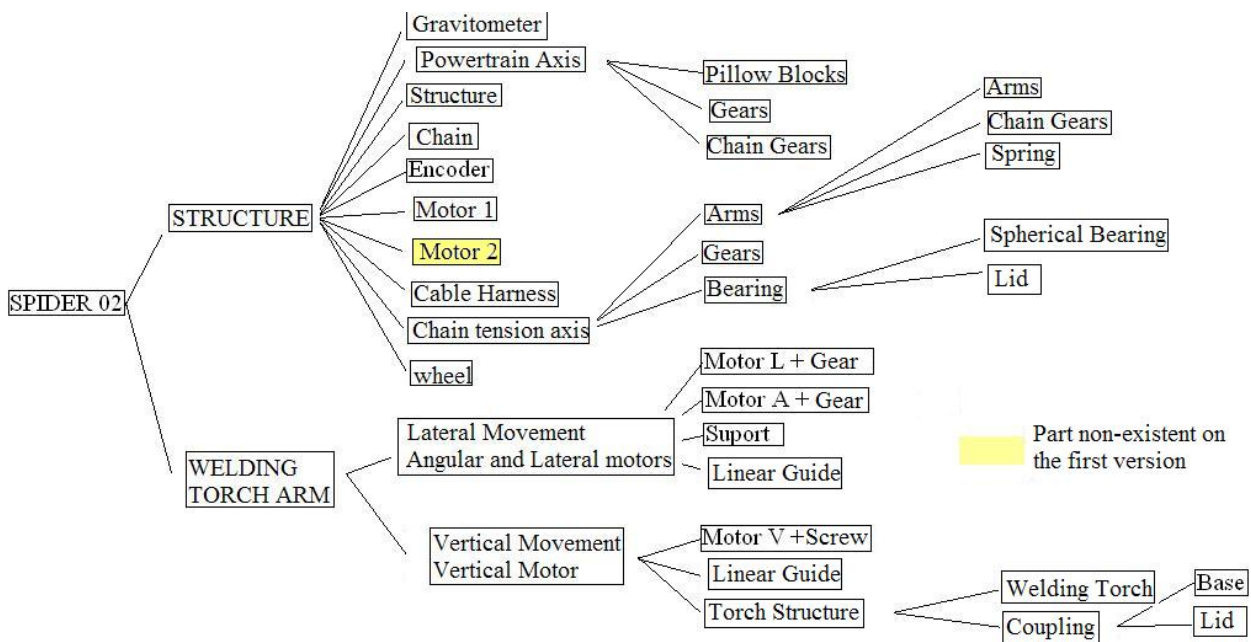 Gravitometer
Powertrain Axis
Pillow Blocks
Structure
Arms
Gears
Chain
Chain Gears
Chain Gears
Encoder
Spring
Motor 1
STRUCTURE
Arms
Spherical Bearing
Motor 2
Gears
Lid
Cable Harness
Bearing
SPIDER 02
Chain tension axis
wheel
Motor L + Gear
Motor A + Gear
Lateral Movement
Angular and Lateral motors
Suport
Linear Guide
Part non-existent on
the first version
WELDING
TORCH ARM
Vertical Movement
Vertical Motor
Motor V +Screw
Linear Guide
Torch Structure
Welding Torch
Base
Coupling
Lid